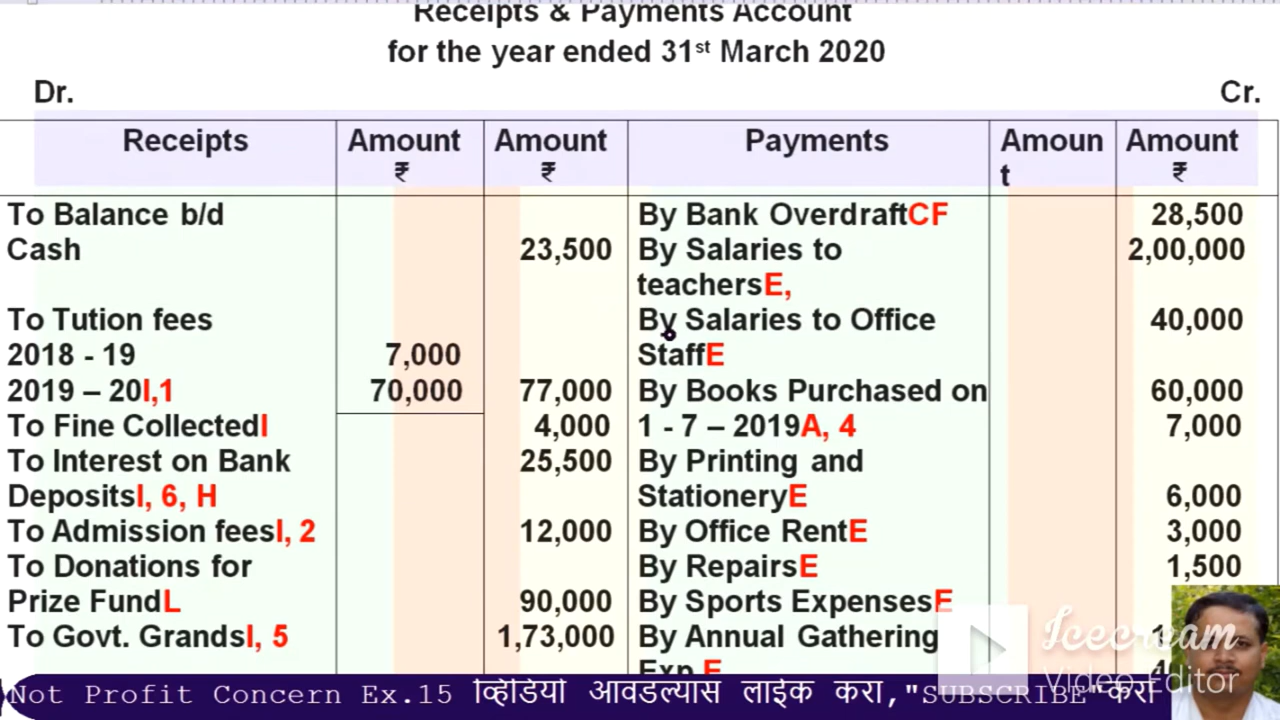 Receipts & Payments Account
for the year ended 31st March 2020
Dr. Cr.
Receipts Amount ₹ Amount ₹ Payments Amoun t Amount ₹
To Balance b/d By Bank OverdraftCF 28,500
Cash 23,500 By Salaries to 2,00,000
teachersE,
To Tution fees By Salaries to Office 40,000
2018 - 19 7,000 StaffE
2019 – 20I,1 70,000 77,000 By Books Purchased on 60,000
To Fine CollectedI 4,000 1 - 7 – 2019A, 4 7,000
To Interest on Bank 25,500 By Printing and
DepositsI, 6, H StationeryE 6,000
To Admission feesI, 2 12,000 By Office RentE 3,000
To Donations for By RepairsE 1,500
Prize FundL 90,000 By Sports ExpensesE
To Govt. GrandsI, 5 1,73,000 By Annual Gathering
Exp E
Icecream
Video Editor
Not Profit Concern Ex.15 व्हिडियो आवडल्यास लाईक करा,"SUBSCRIBE"करा